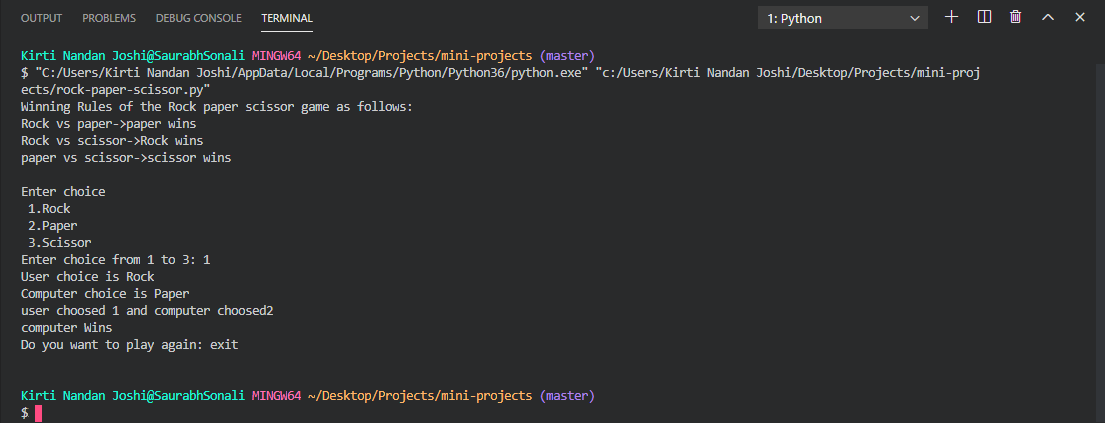 OUTPUT PROBLEMS DEBUG CONSOLE TERMINAL 1: Python
Kirti Nandan Joshi@SaurabhSonali MINGW64 ~/Desktop/Projects/mini-projects (master)
$ "C:/Users/Kirti Nandan Joshi/AppData/Local/Programs/Python/Python36/python.exe" "c:/Users/Kirti Nandan Joshi/Desktop/Projects/mini-proj
ects/rock-paper-scissor.py"
Winning Rules of the Rock paper scissor game as follows:
Rock vs paper->paper wins
Rock vs scissor->Rock wins
paper vs scissor->scissor wins

Enter choice
 1.Rock
 2.Paper
 3.Scissor
Enter choice from 1 to 3: 1
User choice is Rock
Computer choice is Paper
user choosed 1 and computer choosed2
computer Wins
Do you want to play again: exit

Kirti Nandan Joshi@SaurabhSonali MINGW64 ~/Desktop/Projects/mini-projects (master)
$